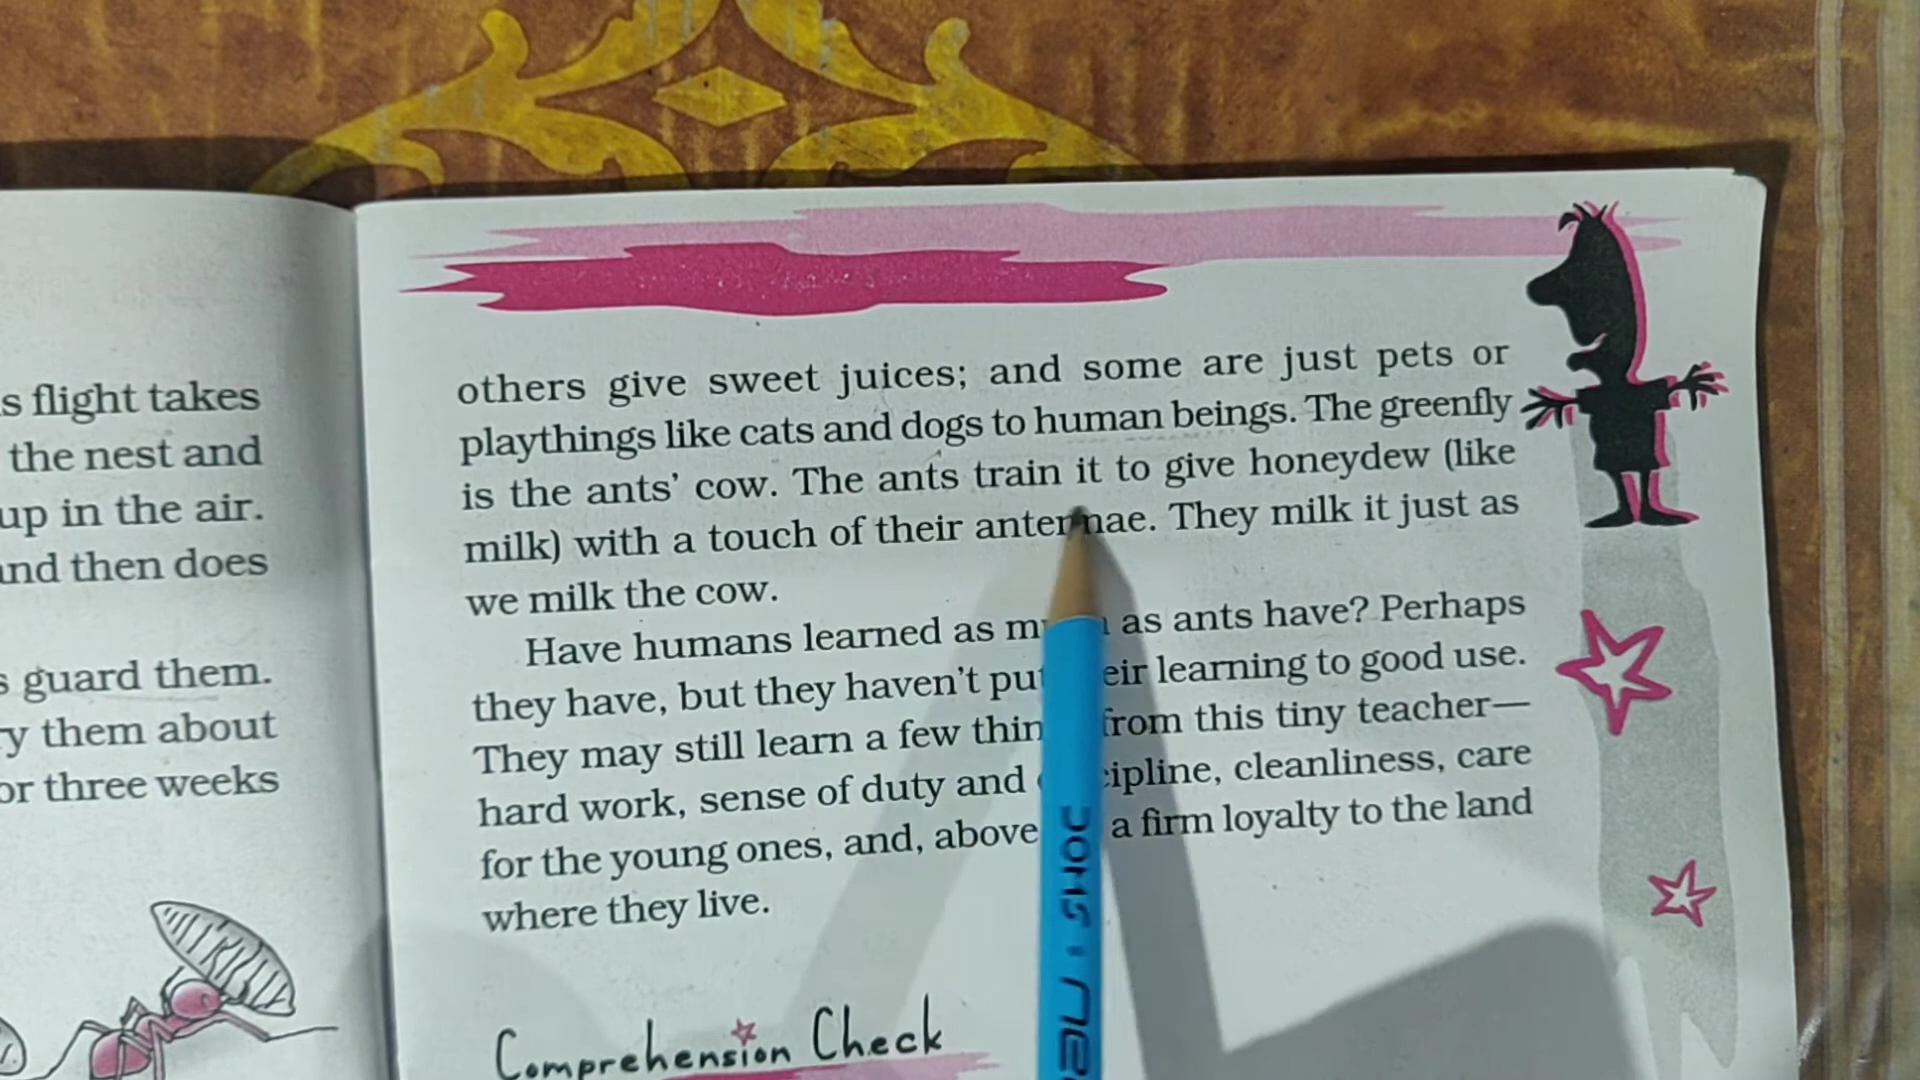 s flight takes
the nest and
up in the air.
and then does
s guard them.
ry them about
or three weeks
others give sweet juices; and some are just pets or
playthings like cats and dogs to human beings. The greenfly
is the ants' cow. The ants train it to give honeydew (like
milk) with a touch of their antennae. They milk it just as
we milk the cow.
Have humans learned as as ants have? Perhaps
they have, but they haven't learning to good use.
They may still learn a few from this tiny teacher—
hard work, sense of duty and cleanliness, care
for the young ones, and, above a firm loyalty to the land
where they live.
Comprehension Check
DOMS